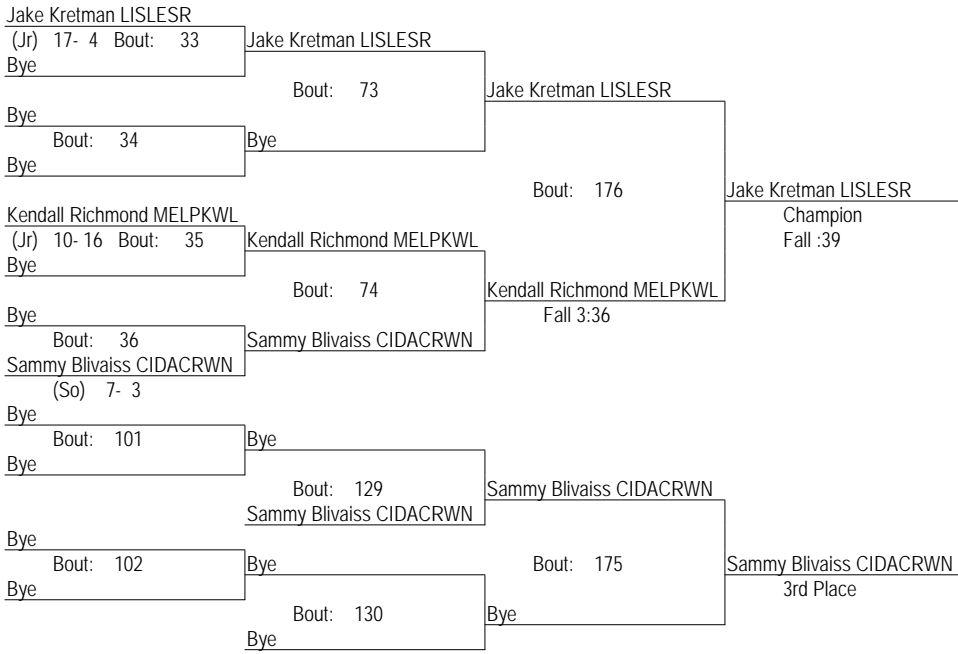 Jake Kretman LISLESR
(Jr) 17- 4 Bout: 33
Jake Kretman LISLESR
Bye
Bout: 73
Jake Kretman LISLESR
Bye
Bout: 34
Bye
Bye
Bout: 176
Jake Kretman LISLESR
Champion
Fall :39
Kendall Richmond MELPKWL
(Jr) 10- 16 Bout: 35
Kendall Richmond MELPKWL
Bye
Bout: 74
Kendall Richmond MELPKWL
Fall 3:36
Bye
Bout: 36
Sammy Blivaiss CIDACRWN
Sammy Blivaiss CIDACRWN
(So) 7- 3
Bye
Bout: 101
Bye
Bye
Bout: 129
Sammy Blivaiss CIDACRWN
Sammy Blivaiss CIDACRWN
Bye
Bout: 102
Bye
Bye
Bout: 175
Sammy Blivaiss CIDACRWN
3rd Place
Bout: 130
Bye
Bye